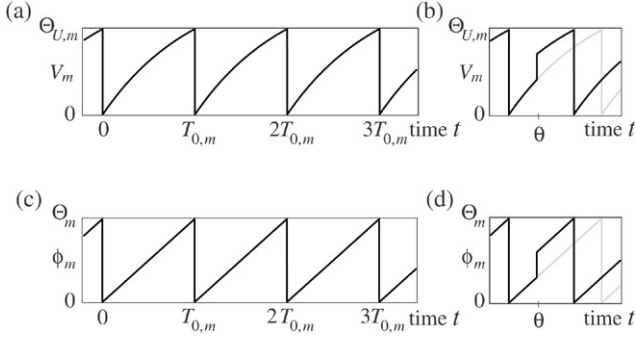 (a)
Θ_{U,m}
V_m
0
0 T_{0,m} 2T_{0,m} 3T_{0,m} time t
(b)
Θ_{U,m}
V_m
0
θ time t
(c)
Θ_m
ϕ_m
0
0 T_{0,m} 2T_{0,m} 3T_{0,m} time t
(d)
Θ_m
ϕ_m
0
θ time t